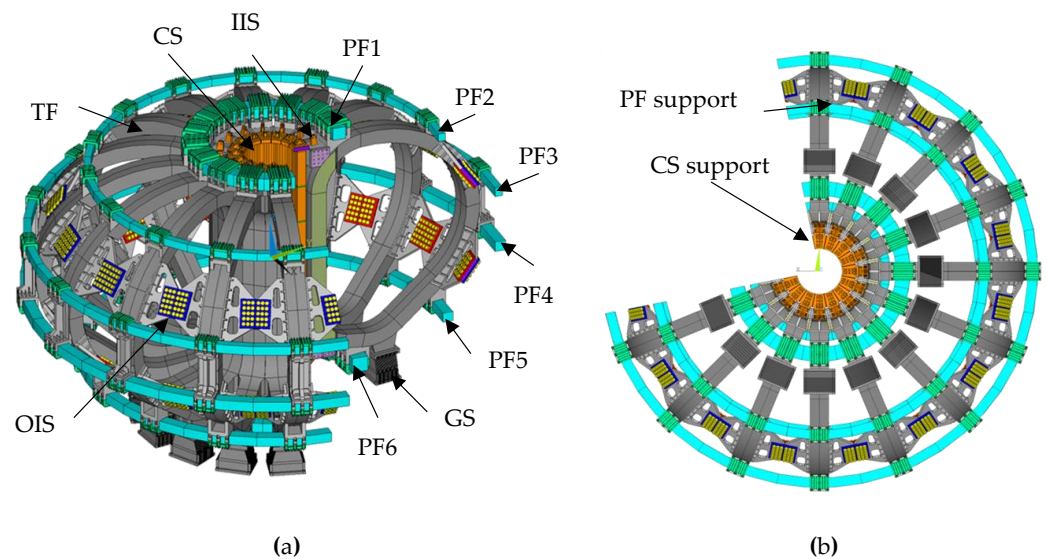 CS
IIS
PF1
TF
PF2
PF3
PF4
PF5
OIS
PF6
GS
PF support
CS support
(a)
(b)